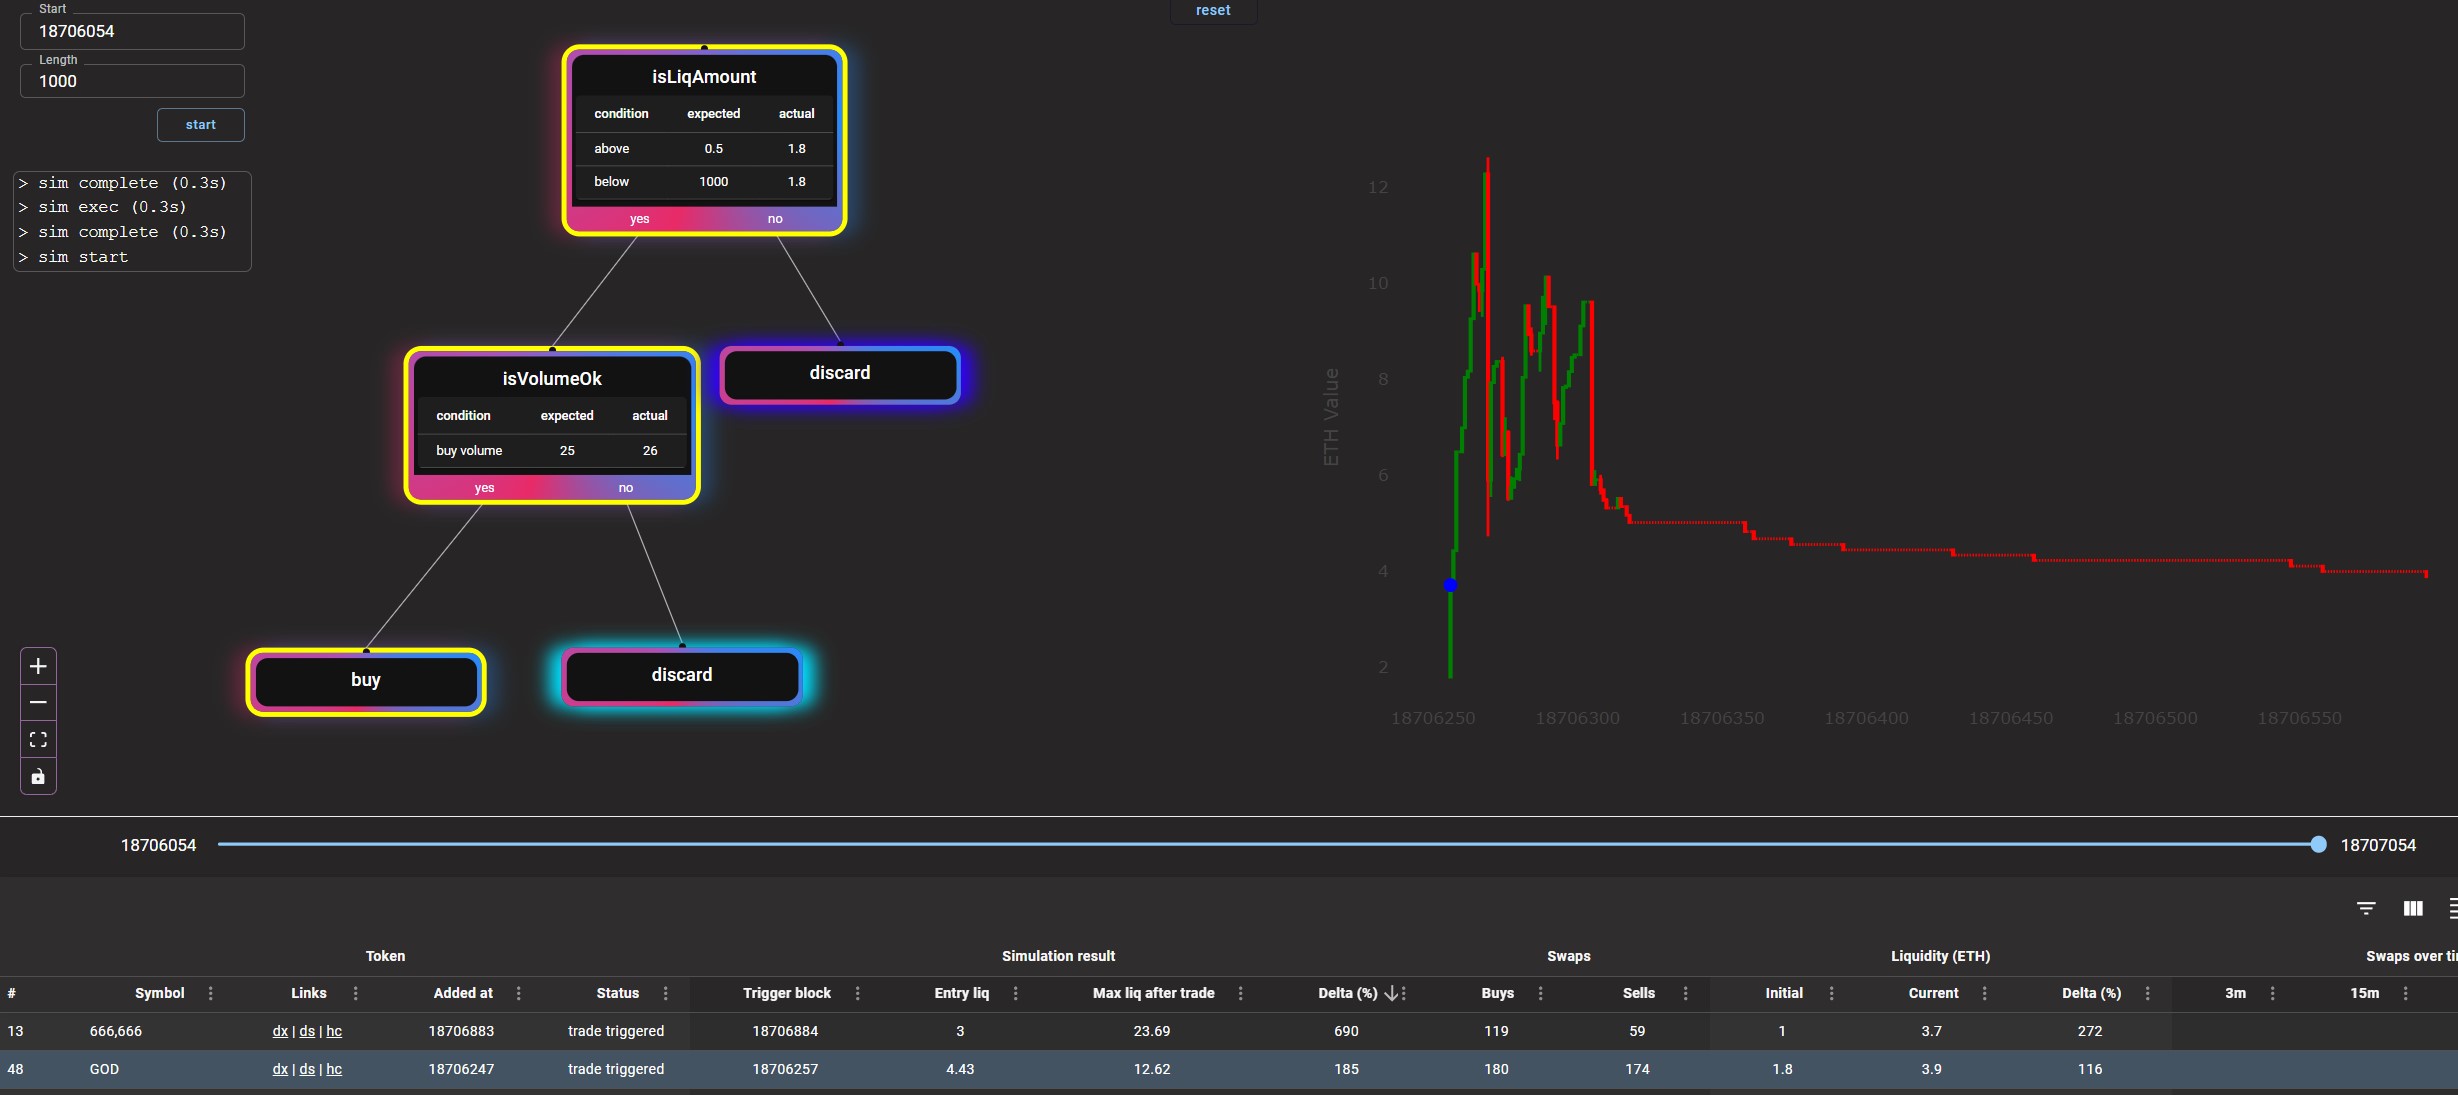 Start
18706054
Length
1000
start
> sim complete (0.3s)
> sim exec (0.3s)
> sim complete (0.3s)
> sim start
reset
isLiqAmount
condition expected actual
above 0.5 1.8
below 1000 1.8
yes no
isVolumeOk
condition expected actual
buy volume 25 26
yes no
discard
buy
discard
ETH Value
12
10
8
6
4
2
18706250 18706300 18706350 18706400 18706450 18706500 18706550
18706054 18707054
Token Simulation result Swaps Liquidity (ETH) Swaps over
# Symbol Links Added at Status Trigger block Entry liq Max liq after trade Delta (%) Buys Sells Initial Current Delta (%) 3m 15m
13 666,666 dx | ds | hc 18706883 trade triggered 18706884 3 23.69 690 119 59 1 3.7 272
48 GOD dx | ds | hc 18706247 trade triggered 18706257 4.43 12.62 185 180 174 1.8 3.9 116